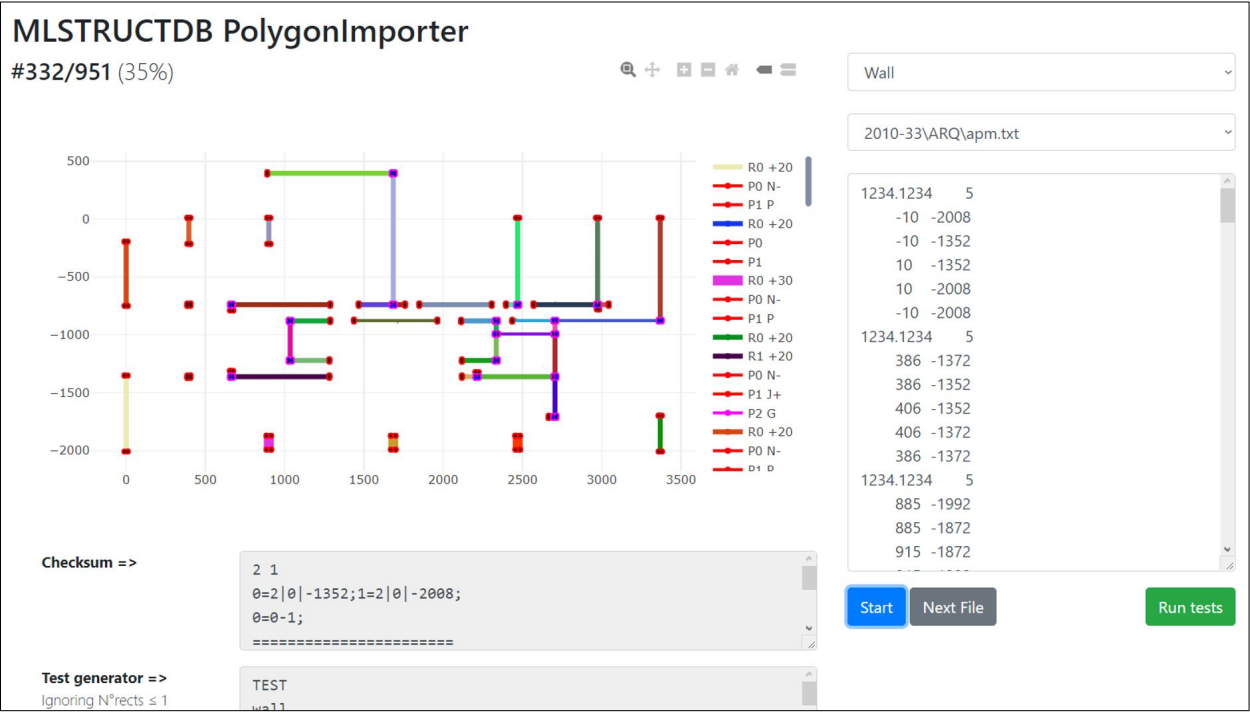 MLSTRUCTDB PolygonImporter
#332/951 (35%)
Wall
2010-33\ARQ\apm.txt
500
0
−500
−1000
−1500
−2000
0 500 1000 1500 2000 2500 3000 3500
R0 +20
P0 N-
P1 P
R0 +20
P0
P1
R0 +30
P0 N-
P1 P
R0 +20
R1 +20
P0 N-
P1 J+
P2 G
R0 +20
P0 N-
P1 P
1234.1234 5
-10 -2008
-10 -1352
10 -1352
10 -2008
-10 -2008
1234.1234 5
386 -1372
386 -1352
406 -1352
406 -1372
386 -1372
1234.1234 5
885 -1992
885 -1872
915 -1872
Start
Next File
Run tests
Checksum =>
2 1
0=2|0|-1352;1=2|0|-2008;
0=0-1;
=======================
Test generator =>
Ignoring N°rects ≤ 1
TEST
wall